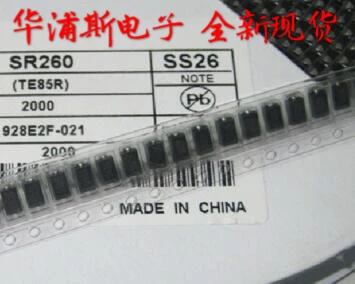 华浦斯电子 全新现货
SR260 SS26
(TE85R) NOTE
2000 Pb
928E2F-021
2000
MADE IN CHINA